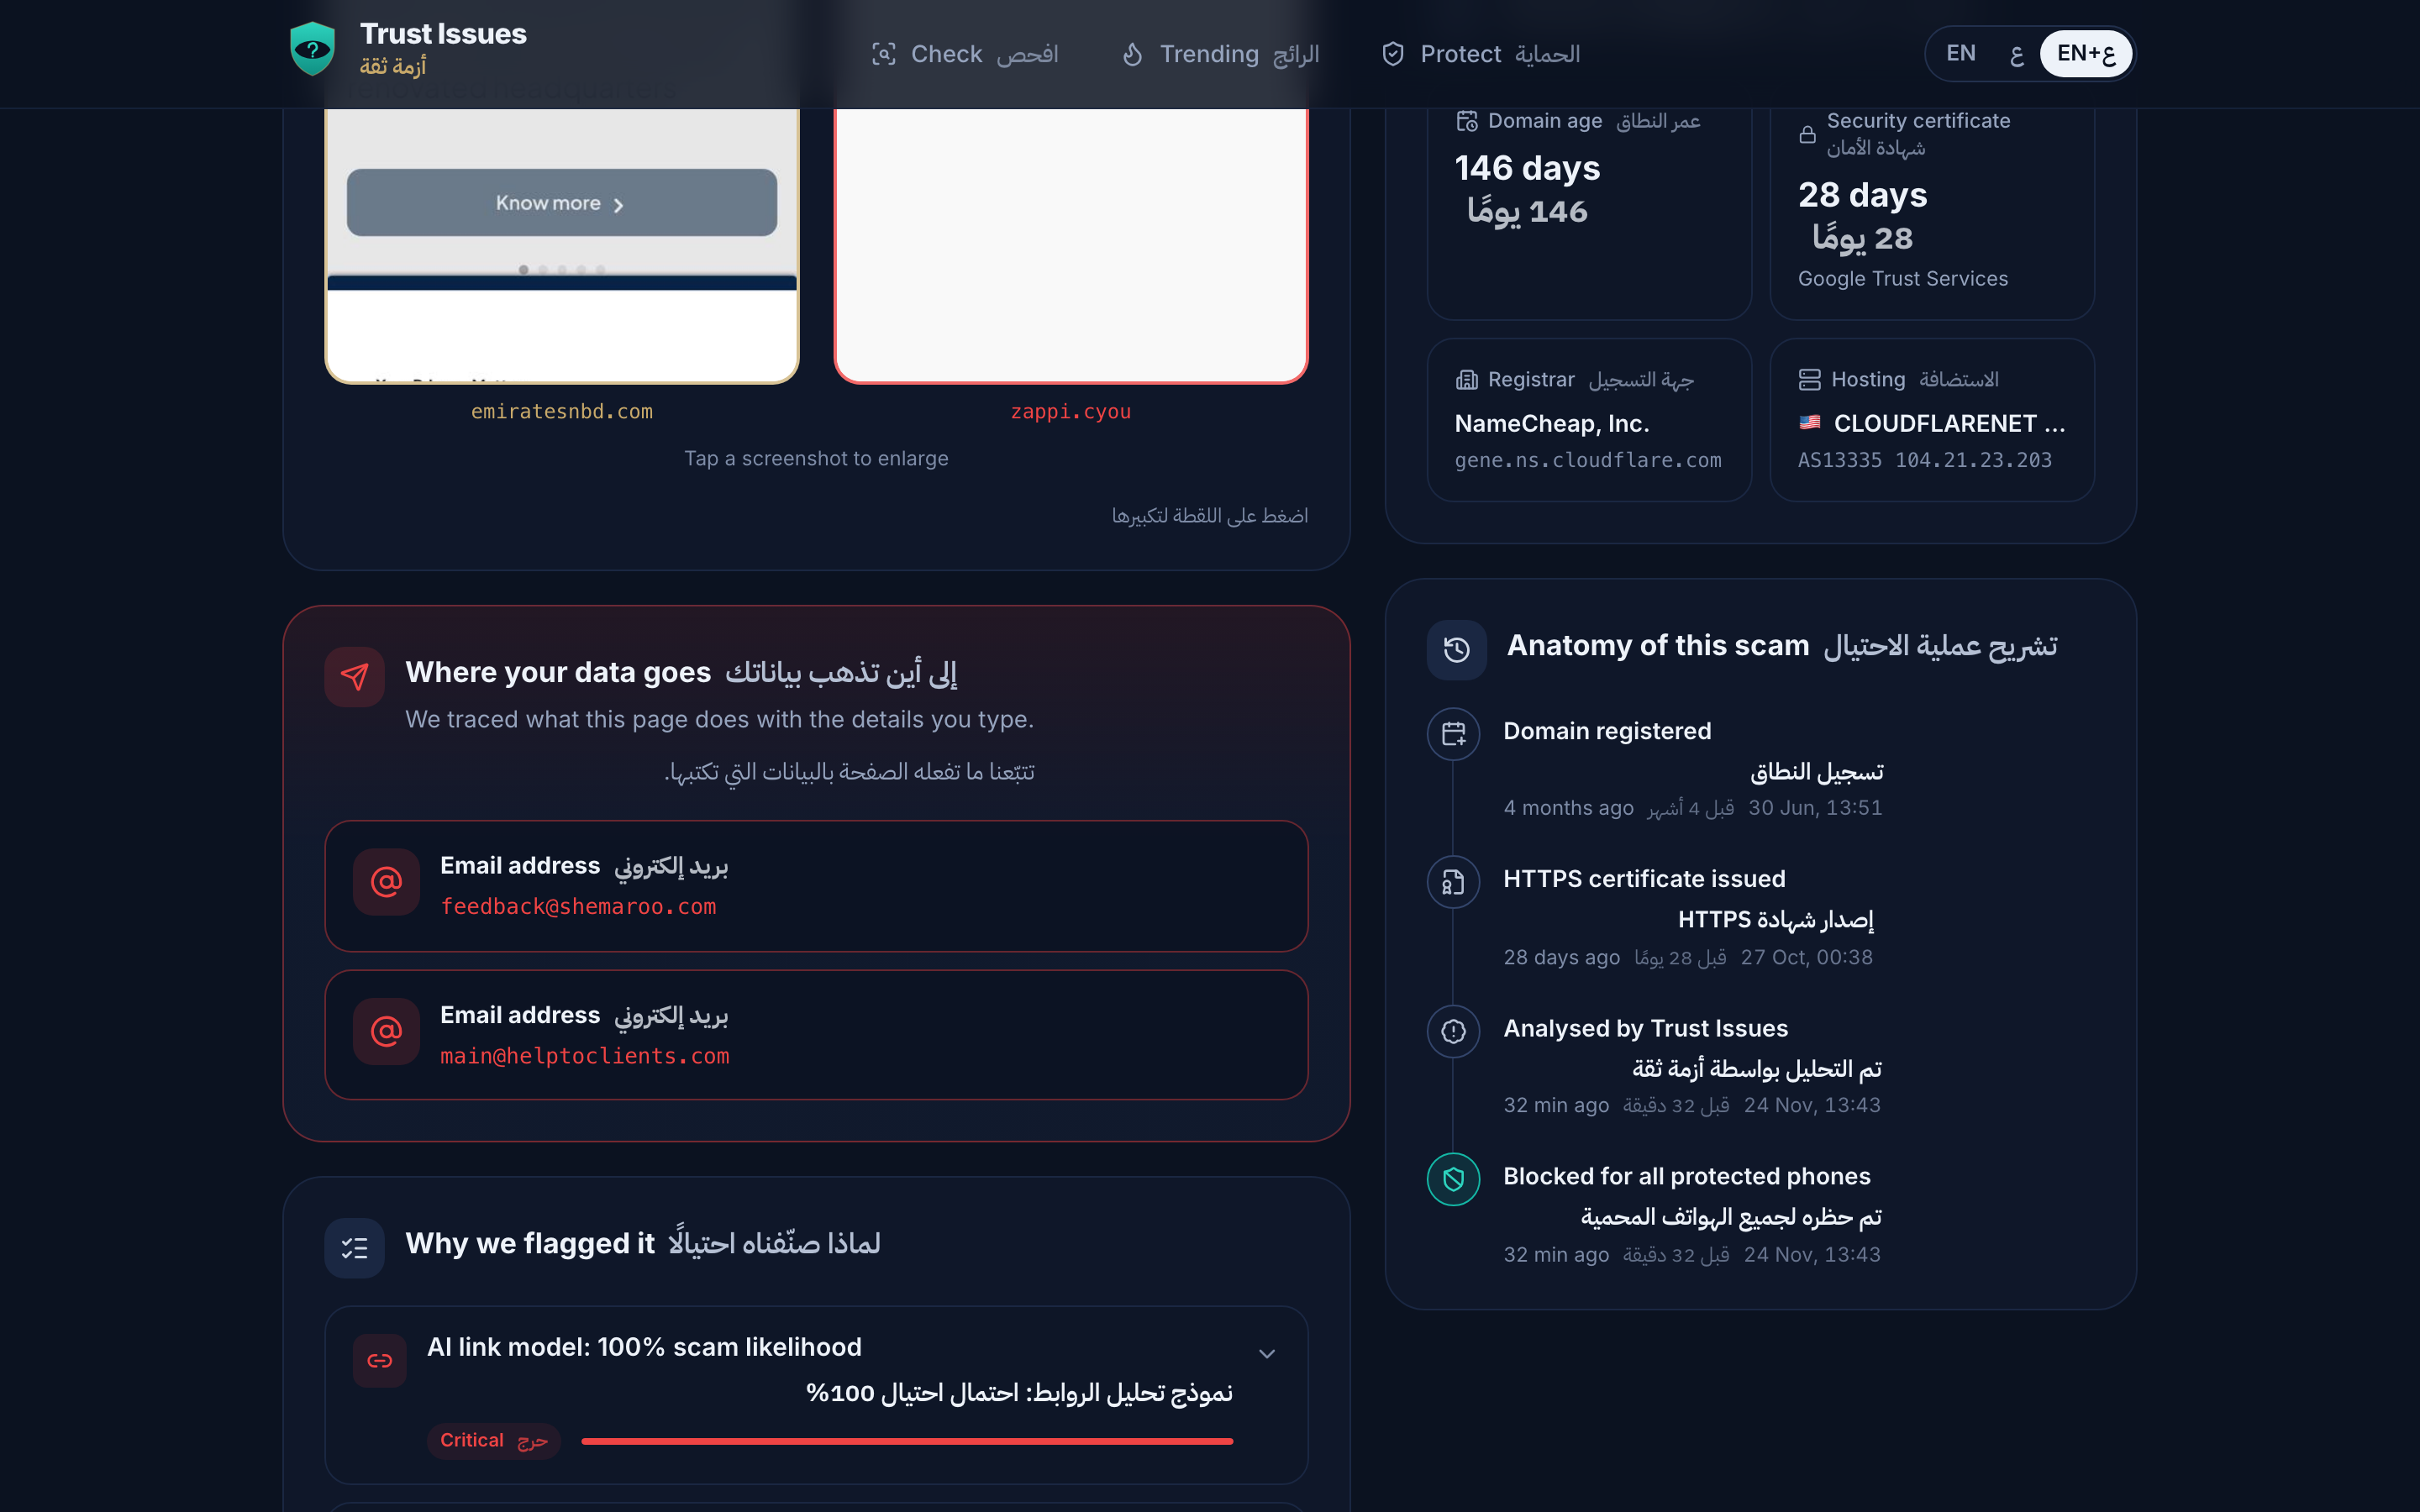 Trust Issues
أزمة ثقة
Check افحص
Trending الرائج
Protect الحماية
EN ع EN+ع
renovated headquarters
Know more
emiratesnbd.com
zappi.cyou
Tap a screenshot to enlarge
اضغط على اللقطة لتكبيرها
Where your data goes إلى أين تذهب بياناتك
We traced what this page does with the details you type.
تتبّعنا ما تفعله الصفحة بالبيانات التي تكتبها.
Email address بريد إلكتروني
feedback@shemaroo.com
Email address بريد إلكتروني
main@helptoclients.com
Why we flagged it لماذا صنّفناه احتيالًا
AI link model: 100% scam likelihood
نموذج تحليل الروابط: احتمال احتيال 100%
Critical حرج
Domain age عمر النطاق
146 days
146 يومًا
Security certificate
شهادة الأمان
28 days
28 يومًا
Google Trust Services
Registrar جهة التسجيل
NameCheap, Inc.
gene.ns.cloudflare.com
Hosting الاستضافة
CLOUDFLARENET ...
AS13335 104.21.23.203
Anatomy of this scam تشريح عملية الاحتيال
Domain registered
تسجيل النطاق
4 months ago قبل 4 أشهر 30 Jun, 13:51
HTTPS certificate issued
إصدار شهادة HTTPS
28 days ago قبل 28 يومًا 27 Oct, 00:38
Analysed by Trust Issues
تم التحليل بواسطة أزمة ثقة
32 min ago قبل 32 دقيقة 24 Nov, 13:43
Blocked for all protected phones
تم حظره لجميع الهواتف المحمية
32 min ago قبل 32 دقيقة 24 Nov, 13:43